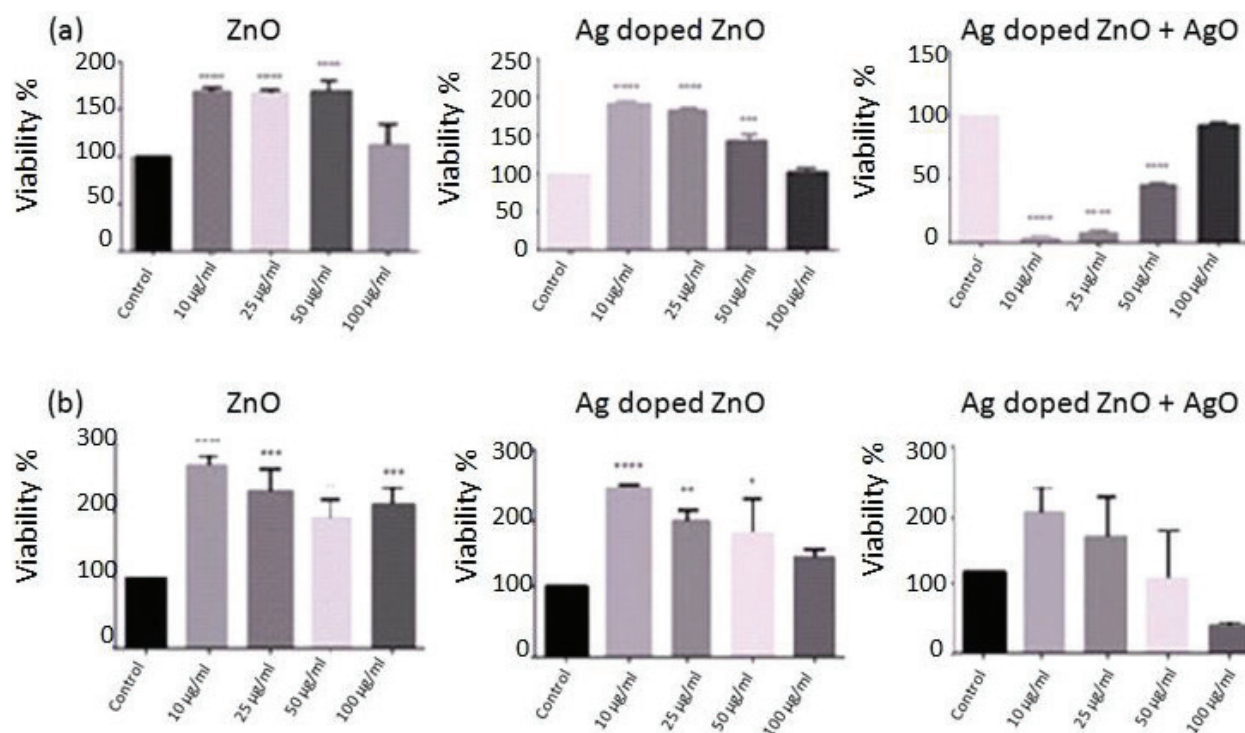 (a)
ZnO
Viability %
200
150
100
50
0
****
****
****
Control
10 µg/ml
25 µg/ml
50 µg/ml
100 µg/ml
Ag doped ZnO
Viability %
250
200
150
100
50
0
****
****
***
Control
10 µg/ml
25 µg/ml
50 µg/ml
100 µg/ml
Ag doped ZnO + AgO
Viability %
150
100
50
0
****
****
****
Control
10 µg/ml
25 µg/ml
50 µg/ml
100 µg/ml
(b)
ZnO
Viability %
300
200
100
0
****
***
**
***
Control
10 µg/ml
25 µg/ml
50 µg/ml
100 µg/ml
Ag doped ZnO
Viability %
300
200
100
0
****
**
*
Control
10 µg/ml
25 µg/ml
50 µg/ml
100 µg/ml
Ag doped ZnO + AgO
Viability %
300
200
100
0
Control
10 µg/ml
25 µg/ml
50 µg/ml
100 µg/ml